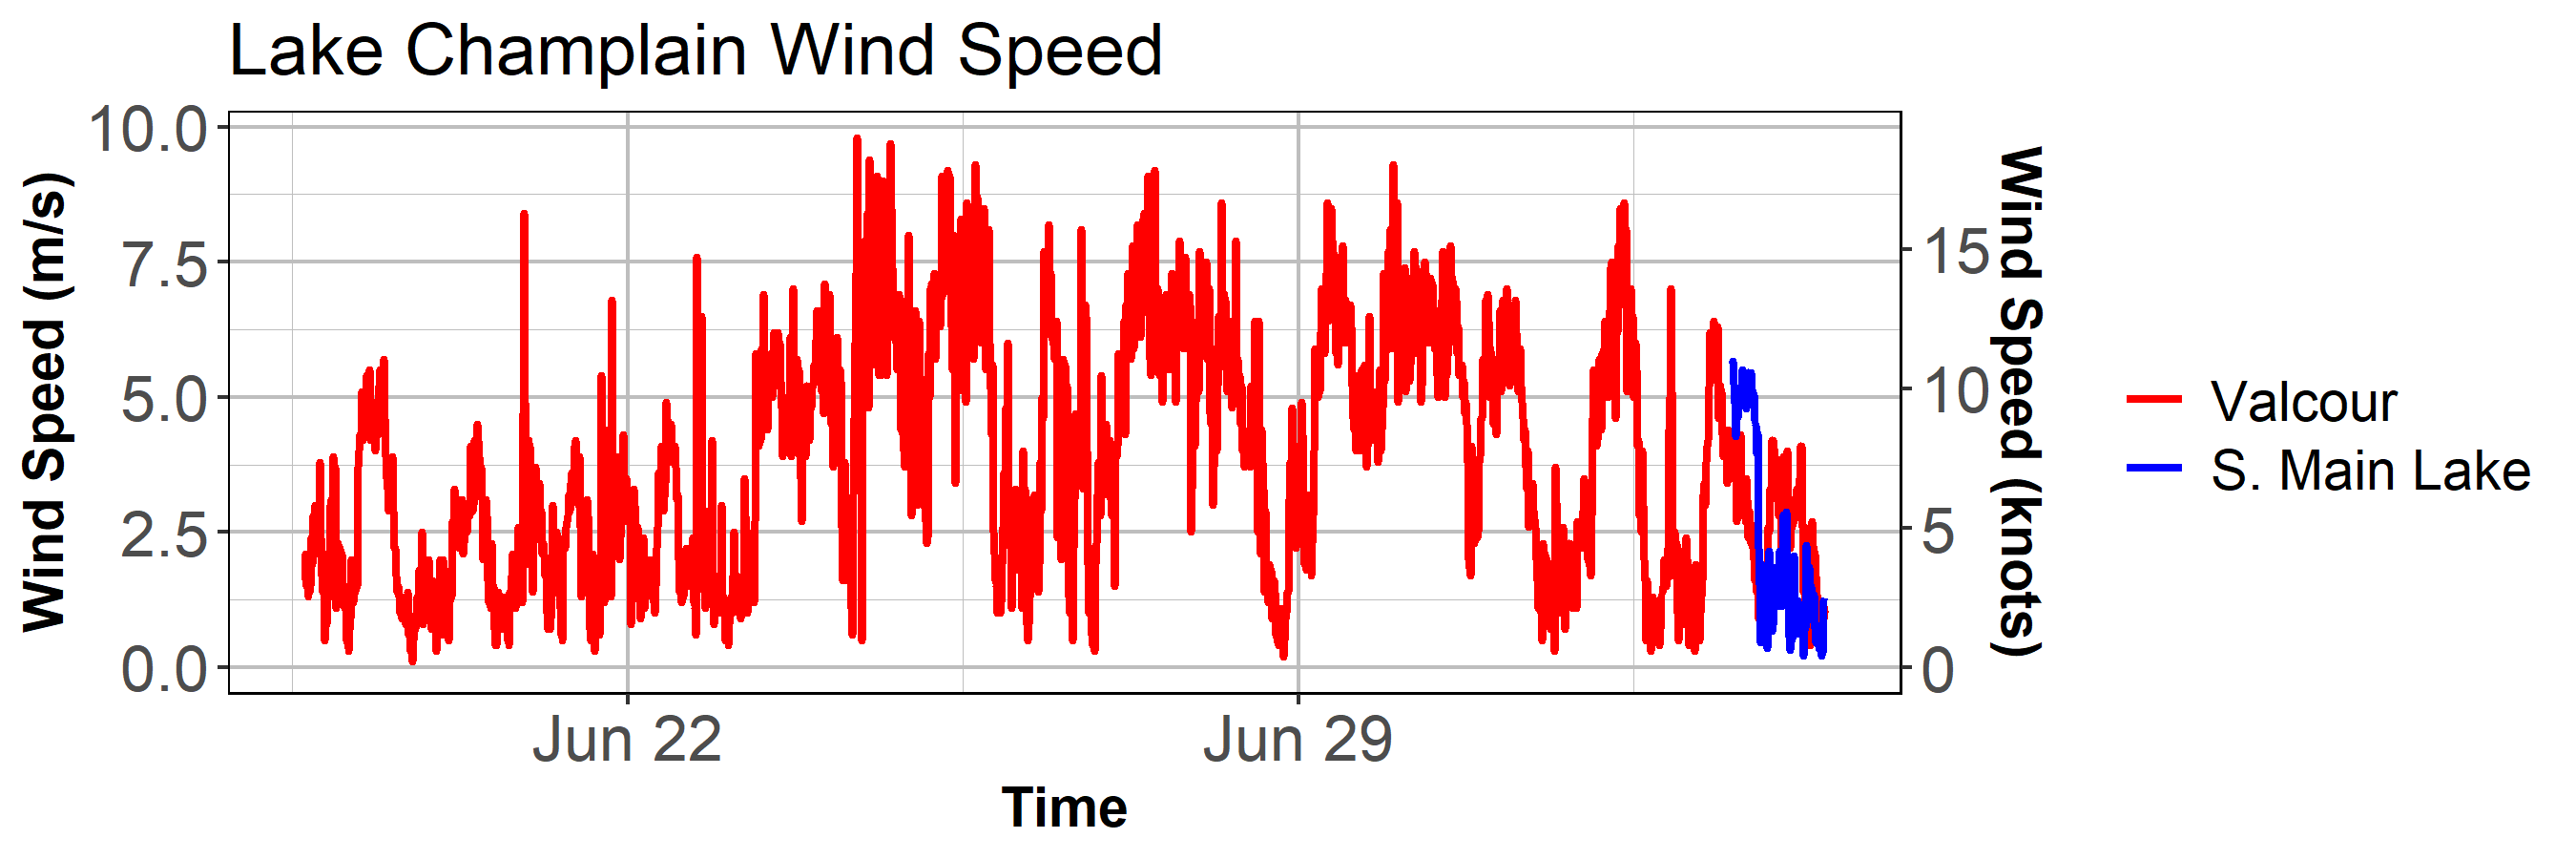 Lake Champlain Wind Speed
Wind Speed (m/s)
10.0
7.5
5.0
2.5
0.0
Jun 22
Jun 29
Time
15
10
5
0
Wind Speed (knots)
Valcour
S. Main Lake